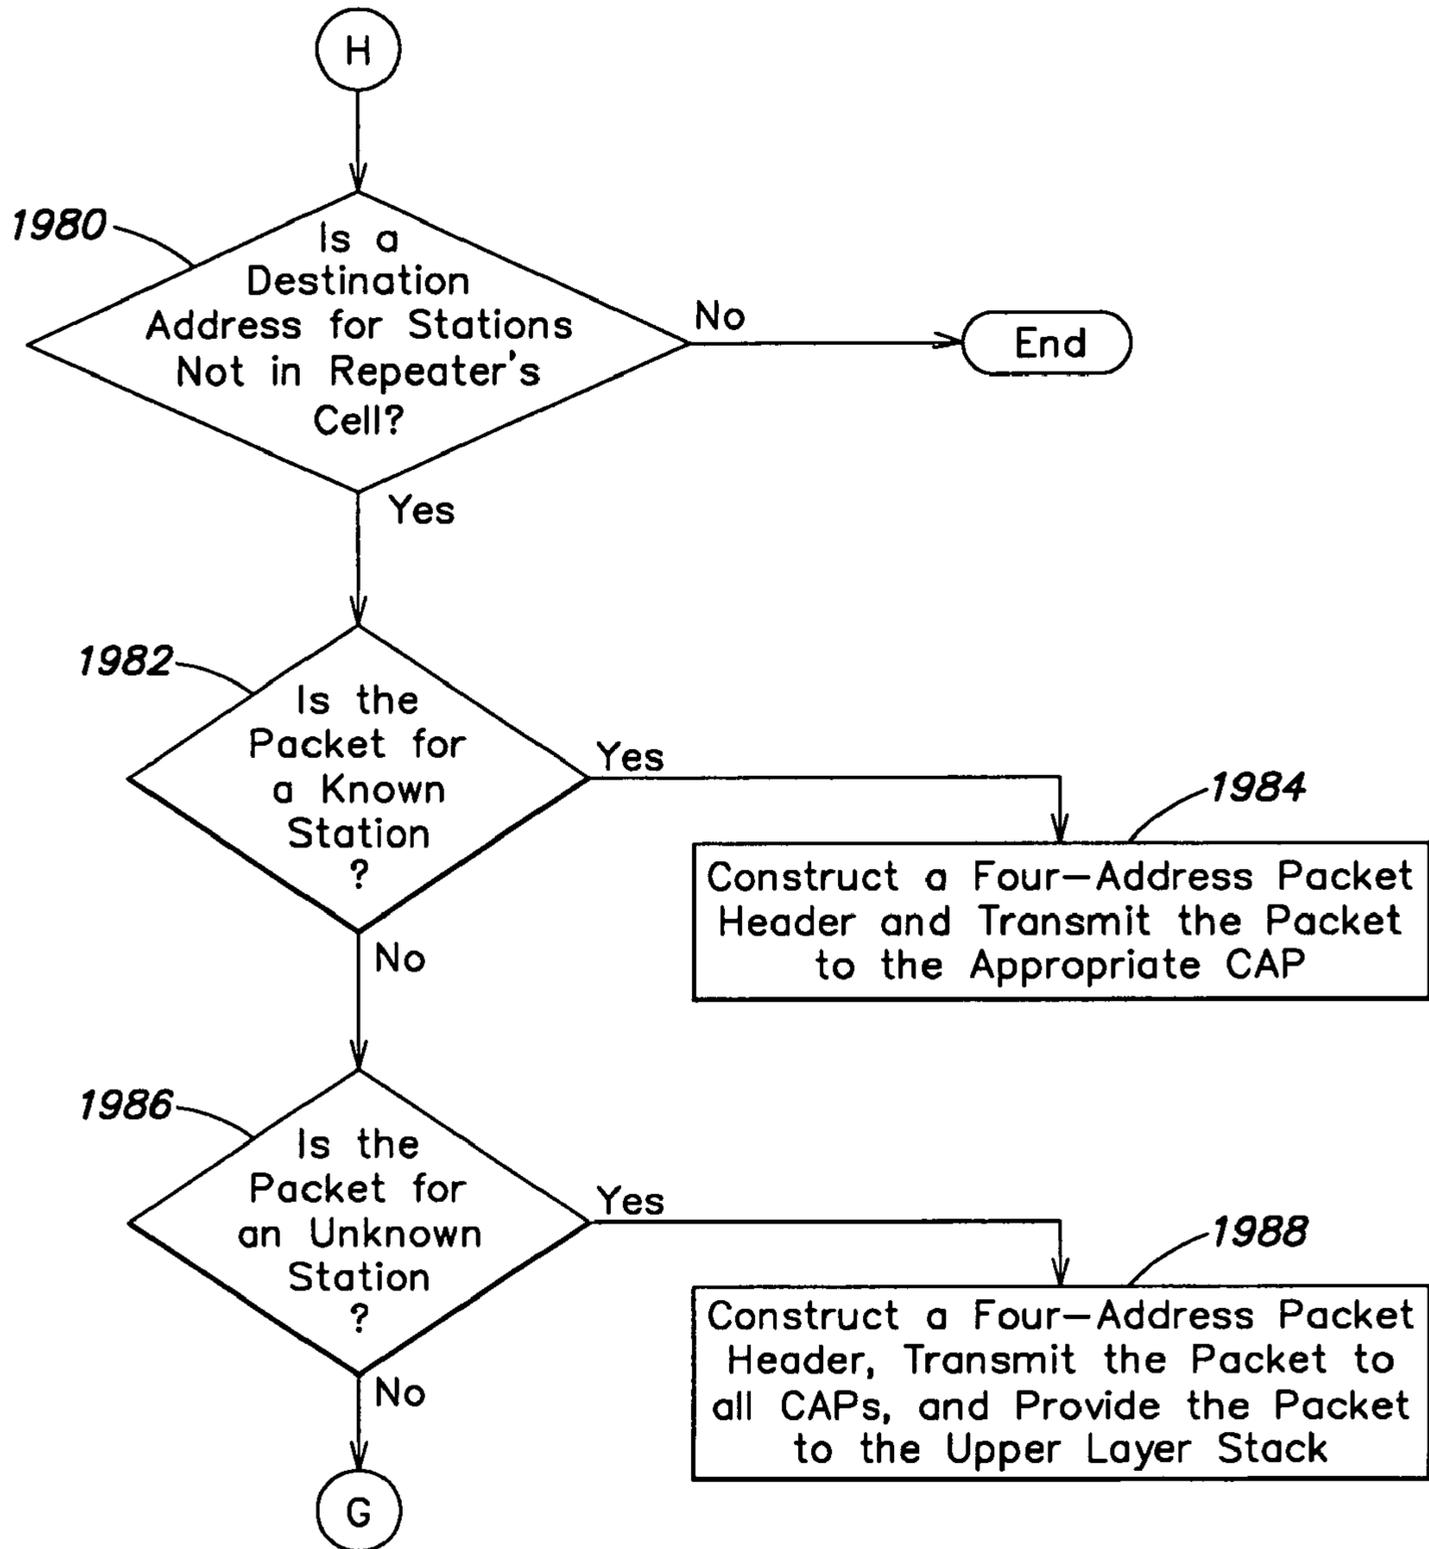 H
1980
Is a
Destination
Address for Stations
Not in Repeater's
Cell?
No
End
Yes
1982
Is the
Packet for
a Known
Station
?
Yes
1984
Construct a Four-Address Packet
Header and Transmit the Packet
to the Appropriate CAP
No
1986
Is the
Packet for
an Unknown
Station
?
Yes
1988
Construct a Four-Address Packet
Header, Transmit the Packet to
all CAPs, and Provide the Packet
to the Upper Layer Stack
No
G